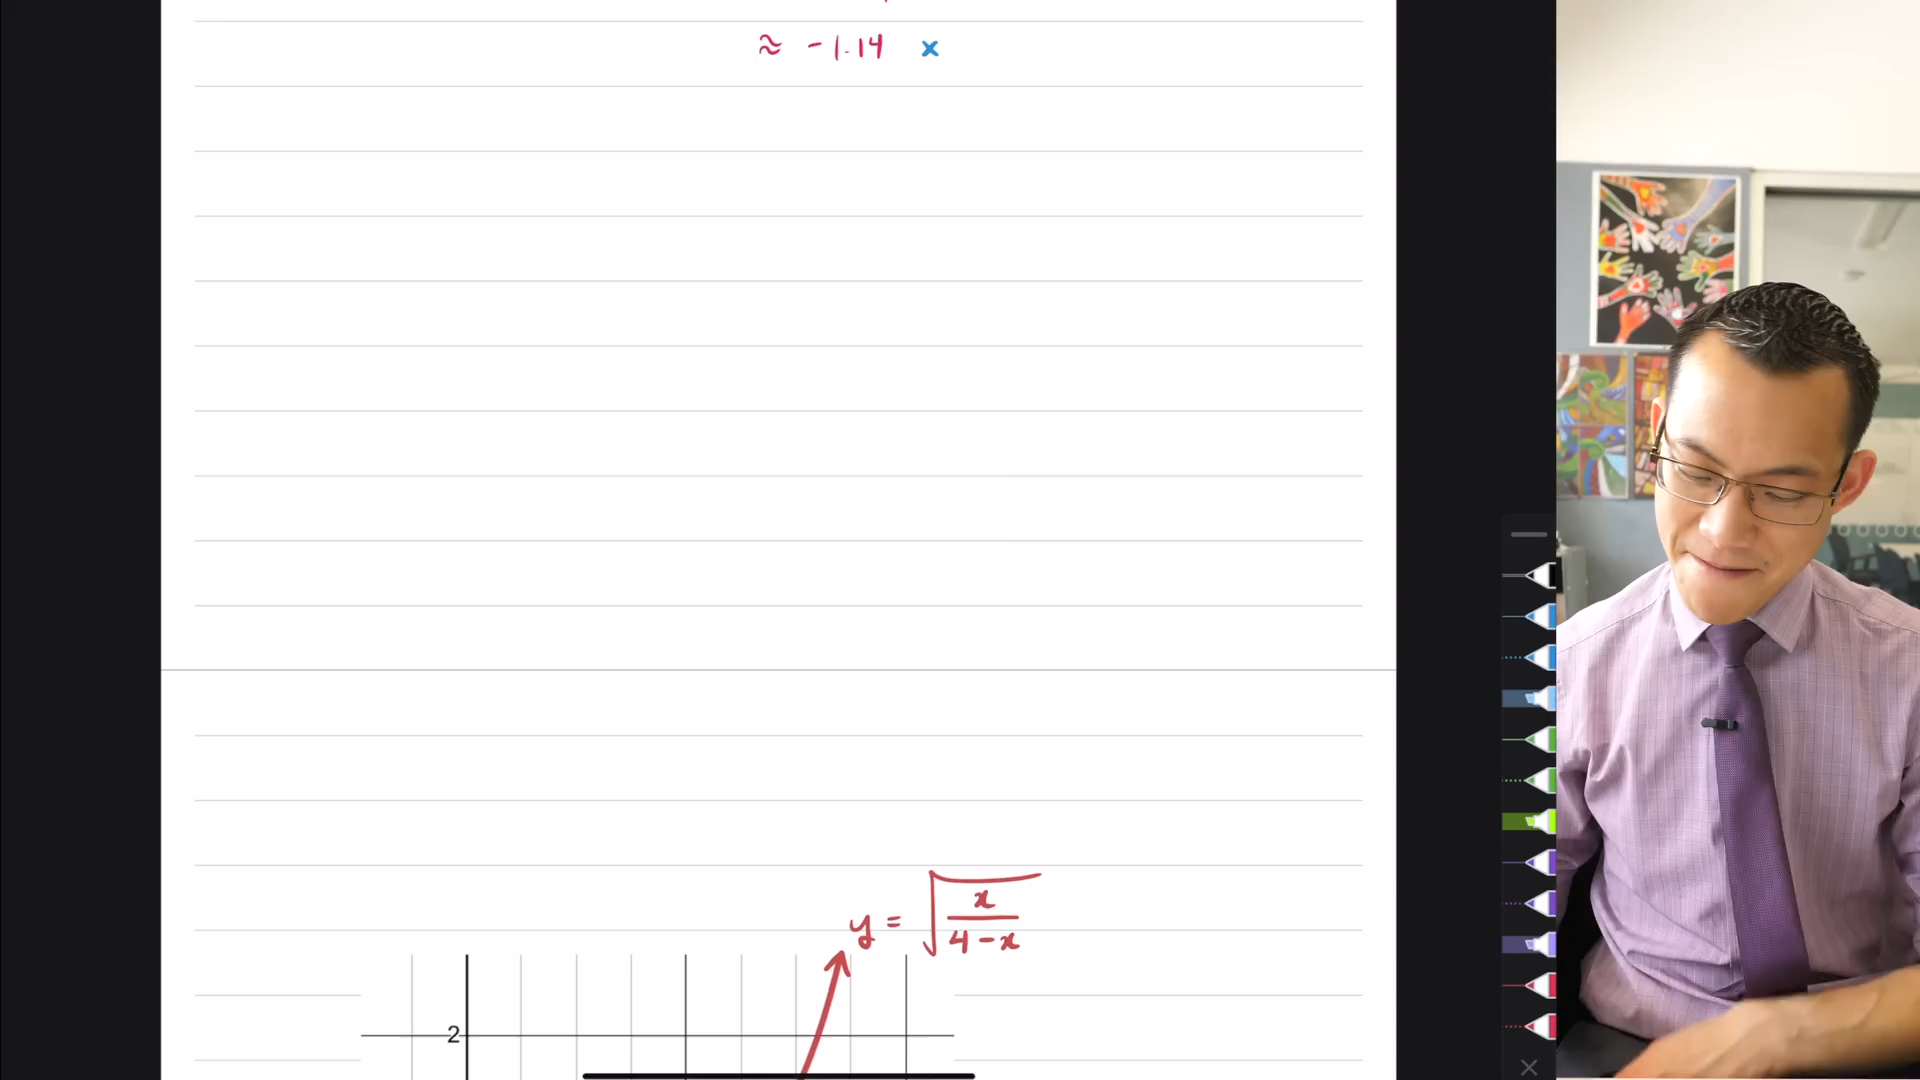 ≈ -1.14 ×
y = √(x/(4-x))
2